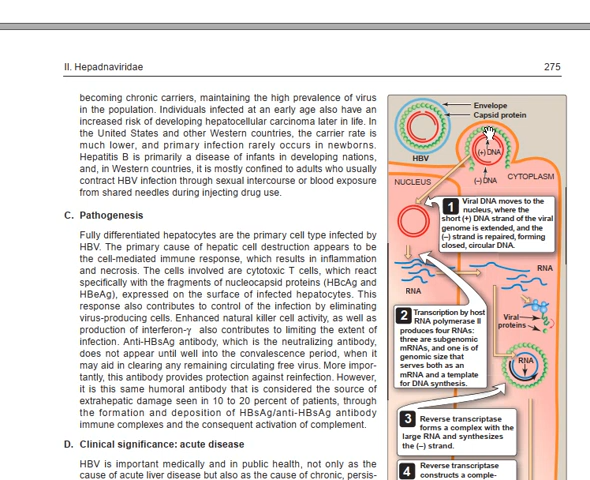 II. Hepadnaviridae
275
becoming chronic carriers, maintaining the high prevalence of virus
in the population. Individuals infected at an early age also have an
increased risk of developing hepatocellular carcinoma later in life. In
the United States and other Western countries, the carrier rate is
much lower, and primary infection rarely occurs in newborns.
Hepatitis B is primarily a disease of infants in developing nations,
and, in Western countries, it is mostly confined to adults who usually
contract HBV infection through sexual intercourse or blood exposure
from shared needles during injecting drug use.
C. Pathogenesis
Fully differentiated hepatocytes are the primary cell type infected by
HBV. The primary cause of hepatic cell destruction appears to be
the cell-mediated immune response, which results in inflammation
and necrosis. The cells involved are cytotoxic T cells, which react
specifically with the fragments of nucleocapsid proteins (HBcAg and
HBeAg), expressed on the surface of infected hepatocytes. This
response also contributes to control of the infection by eliminating
virus-producing cells. Enhanced natural killer cell activity, as well as
production of interferon-γ also contributes to limiting the extent of
infection. Anti-HBsAg antibody, which is the neutralizing antibody,
does not appear until well into the convalescence period, when it
may aid in clearing any remaining circulating free virus. More impor-
tantly, this antibody provides protection against reinfection. However,
it is this same humoral antibody that is considered the source of
extrahepatic damage seen in 10 to 20 percent of patients, through
the formation and deposition of HBsAg/anti-HBsAg antibody
immune complexes and the consequent activation of complement.
D. Clinical significance: acute disease
HBV is important medically and in public health, not only as the
cause of acute liver disease but also as the cause of chronic, persis-
Envelope
Capsid protein
HBV
(+) DNA
(–) DNA
NUCLEUS
CYTOPLASM
1 Viral DNA moves to the
nucleus, where the
short (+) DNA strand of the viral
genome is extended, and the
(–) strand is repaired, forming
closed, circular DNA.
RNA
RNA
2 Transcription by host
RNA polymerase II
produces four RNAs:
three are subgenomic
mRNAs, and one is of
genomic size that
serves both as an
mRNA and a template
for DNA synthesis.
Viral
proteins
RNA
3 Reverse transcriptase
forms a complex with the
large RNA and synthesizes
the (–) strand.
4 Reverse transcriptase
constructs a comple-